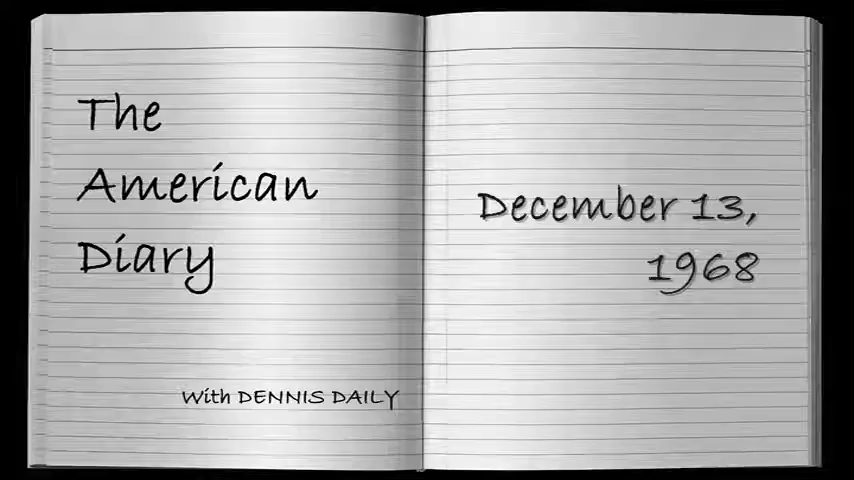 The
American
Diary
With DENNIS DAILY
December 13,
1968